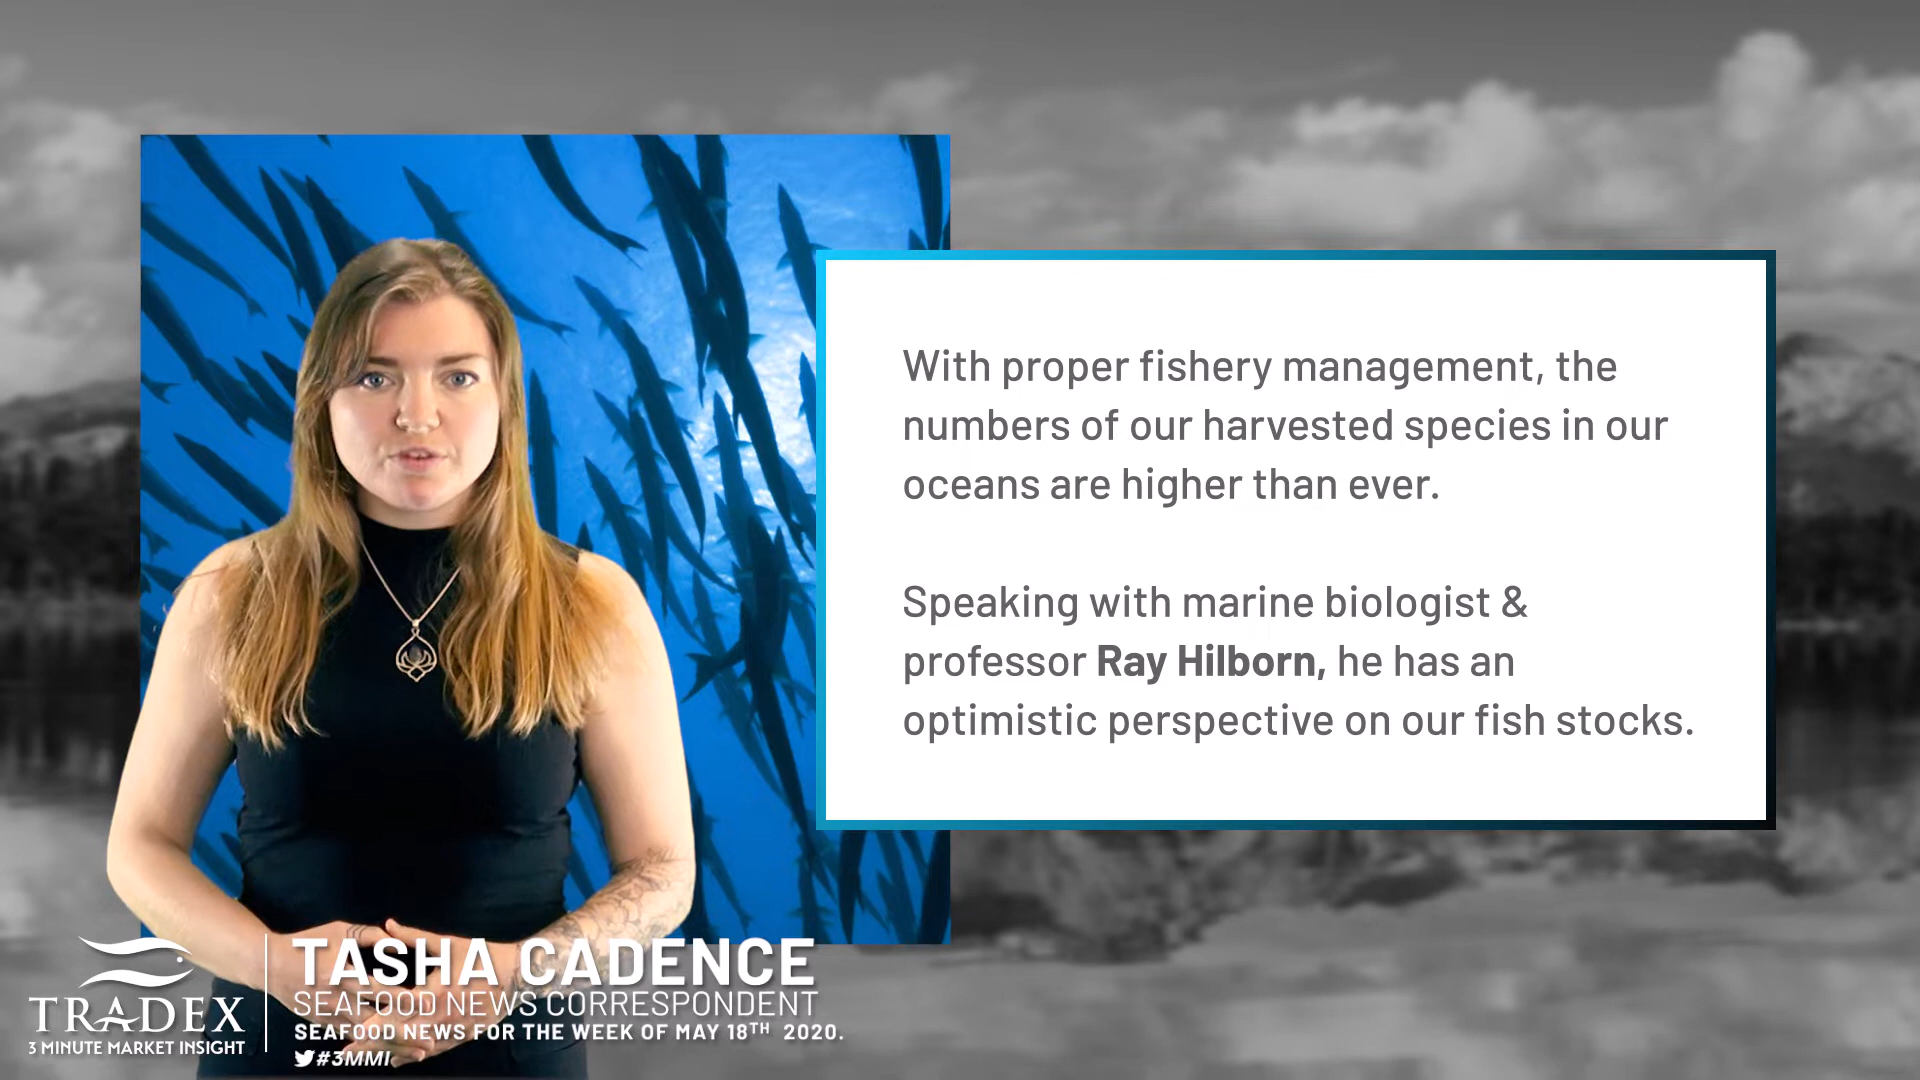 With proper fishery management, the
numbers of our harvested species in our
oceans are higher than ever.
Speaking with marine biologist &
professor Ray Hilborn, he has an
optimistic perspective on our fish stocks.
TRADEX
3 MINUTE MARKET INSIGHT
TASHA CADENCE
SEAFOOD NEWS CORRESPONDENT
SEAFOOD NEWS FOR THE WEEK OF MAY 18TH 2020.
#3MMI